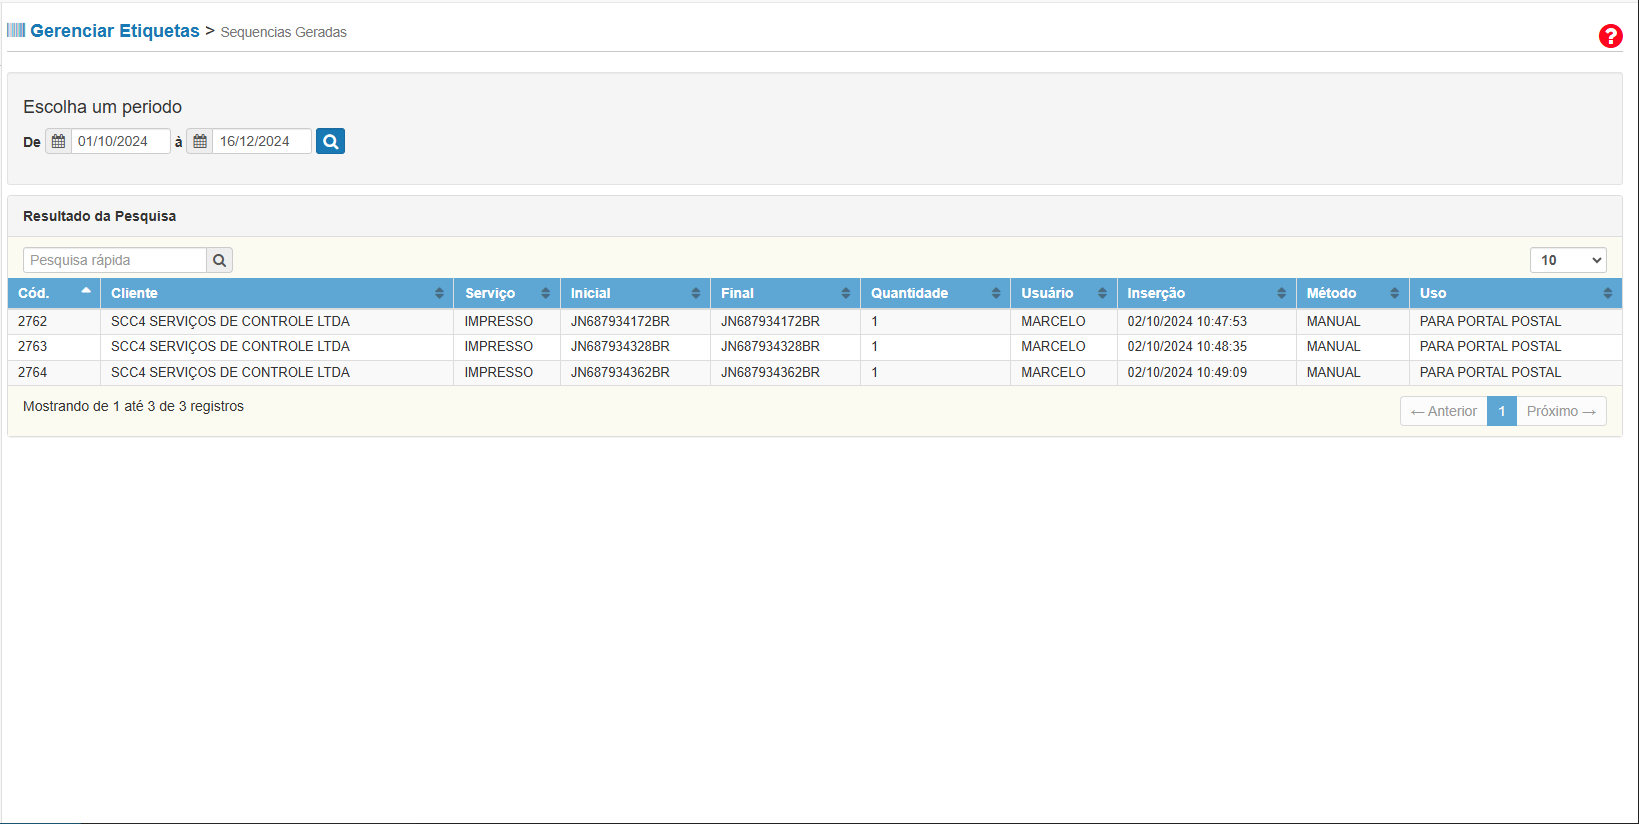 Gerenciar Etiquetas > Sequencias Geradas
?
Escolha um periodo
De 01/10/2024 à 16/12/2024
Resultado da Pesquisa
Pesquisa rápida 10
Cód. Cliente Serviço Inicial Final Quantidade Usuário Inserção Método Uso
2762 SCC4 SERVIÇOS DE CONTROLE LTDA IMPRESSO JN687934172BR JN687934172BR 1 MARCELO 02/10/2024 10:47:53 MANUAL PARA PORTAL POSTAL
2763 SCC4 SERVIÇOS DE CONTROLE LTDA IMPRESSO JN687934328BR JN687934328BR 1 MARCELO 02/10/2024 10:48:35 MANUAL PARA PORTAL POSTAL
2764 SCC4 SERVIÇOS DE CONTROLE LTDA IMPRESSO JN687934362BR JN687934362BR 1 MARCELO 02/10/2024 10:49:09 MANUAL PARA PORTAL POSTAL
Mostrando de 1 até 3 de 3 registros ← Anterior 1 Próximo →